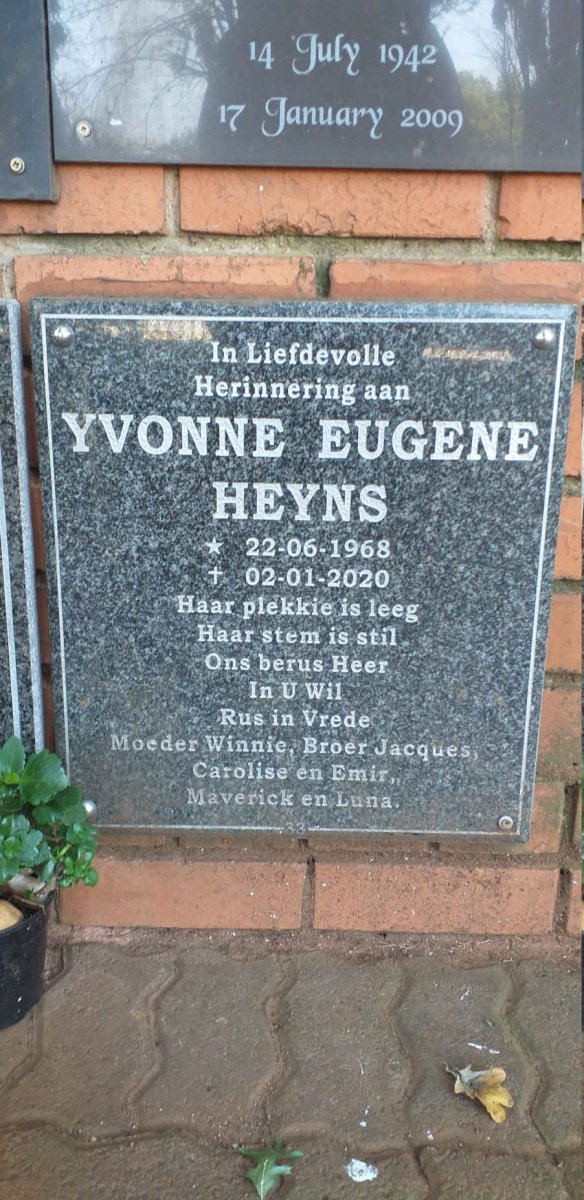 14 July 1942
17 January 2009
In Liefdevolle
Herinnering aan
YVONNE EUGENE
HEYNS
★ 22-06-1968
✝ 02-01-2020
Haar plekkie is leeg
Haar stem is stil
Ons berus Heer
In U Wil
Rus in Vrede
Moeder Winnie, Broer Jacques,
Carolise en Emir,
Maverick en Luna.
33